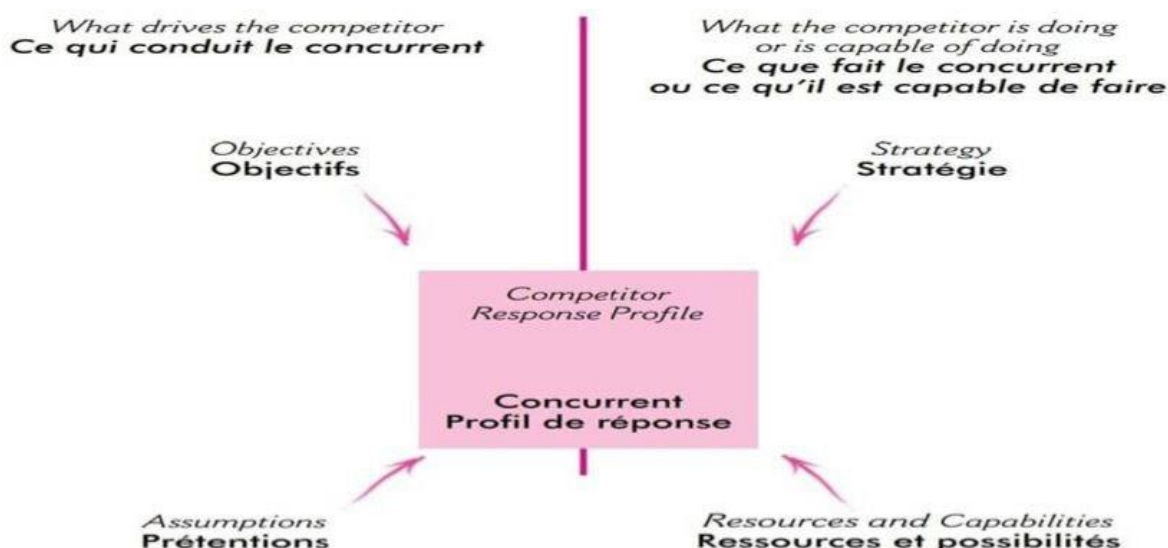 What drives the competitor
Ce qui conduit le concurrent
What the competitor is doing
or is capable of doing
Ce que fait le concurrent
ou ce qu'il est capable de faire
Objectives
Objectifs
Strategy
Stratégie
Competitor
Response Profile
Concurrent
Profil de réponse
Assumptions
Prétentions
Resources and Capabilities
Ressources et possibilités